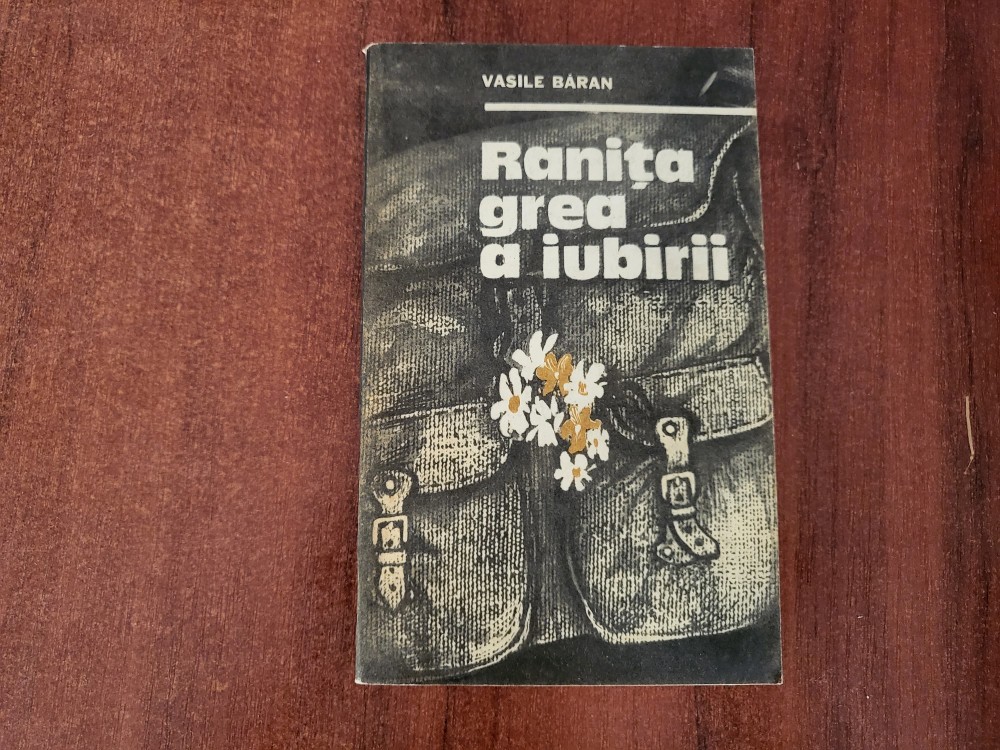 VASILE BĂRAN
Ranița
grea
a iubirii